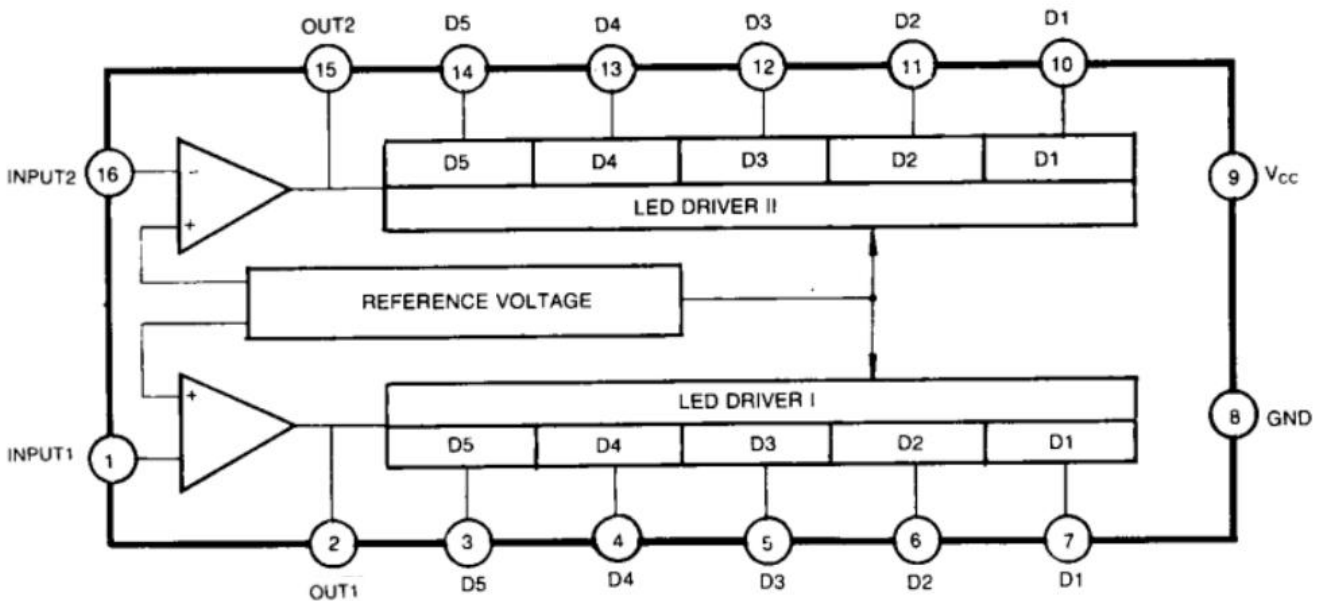 OUT2 D5 D4 D3 D2 D1
15 14 13 12 11 10
D5 D4 D3 D2 D1
INPUT2 16 - 9 VCC
LED DRIVER II
+
REFERENCE VOLTAGE
+
LED DRIVER I
8 GND
D5 D4 D3 D2 D1
INPUT1 1
2 3 4 5 6 7
OUT1 D5 D4 D3 D2 D1